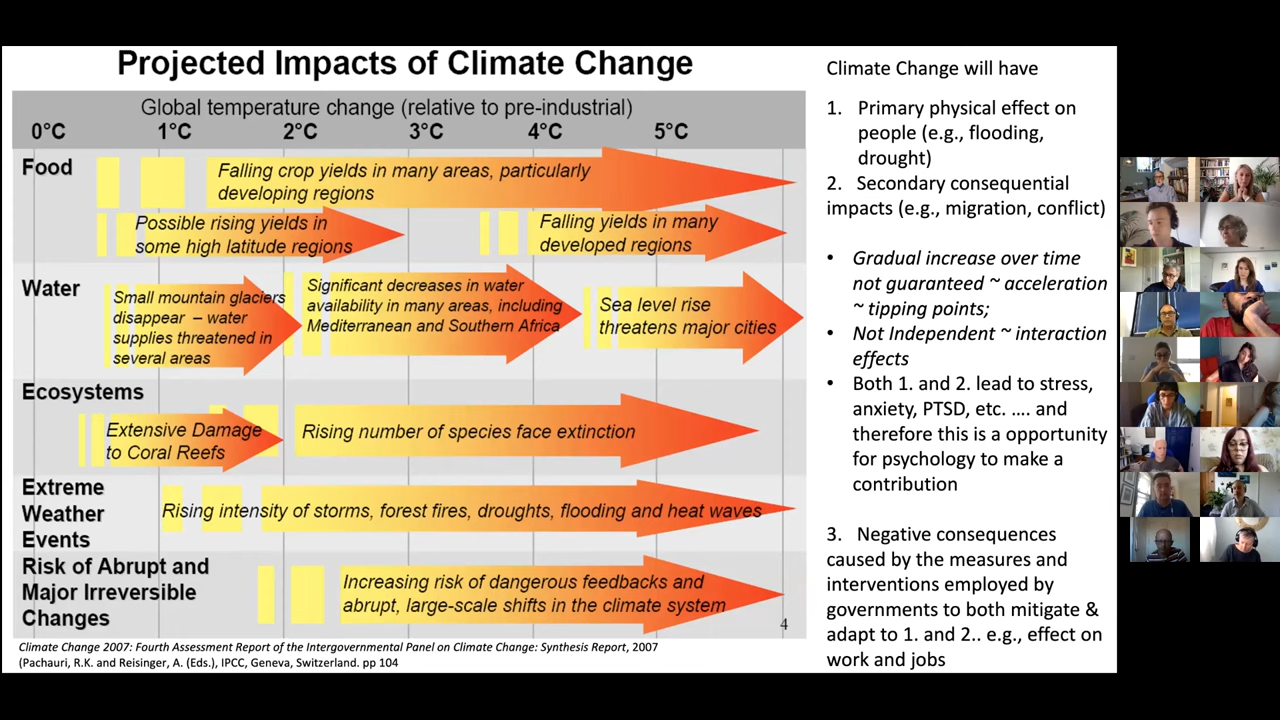 Projected Impacts of Climate Change
Global temperature change (relative to pre-industrial)
0°C 1°C 2°C 3°C 4°C 5°C
Food
Falling crop yields in many areas, particularly
developing regions
Possible rising yields in
some high latitude regions
Falling yields in many
developed regions
Water
Small mountain glaciers
disappear – water
supplies threatened in
several areas
Significant decreases in water
availability in many areas, including
Mediterranean and Southern Africa
Sea level rise
threatens major cities
Ecosystems
Extensive Damage
to Coral Reefs
Rising number of species face extinction
Extreme
Weather
Events
Rising intensity of storms, forest fires, droughts, flooding and heat waves
Risk of Abrupt and
Major Irreversible
Changes
Increasing risk of dangerous feedbacks and
abrupt, large-scale shifts in the climate system
4
Climate Change 2007: Fourth Assessment Report of the Intergovernmental Panel on Climate Change: Synthesis Report, 2007
(Pachauri, R.K. and Reisinger, A. (Eds.), IPCC, Geneva, Switzerland. pp 104
Climate Change will have
1. Primary physical effect on
people (e.g., flooding,
drought)
2. Secondary consequential
impacts (e.g., migration, conflict)
• Gradual increase over time
not guaranteed ~ acceleration
~ tipping points;
• Not Independent ~ interaction
effects
• Both 1. and 2. lead to stress,
anxiety, PTSD, etc. .... and
therefore this is a opportunity
for psychology to make a
contribution
3. Negative consequences
caused by the measures and
interventions employed by
governments to both mitigate &
adapt to 1. and 2.. e.g., effect on
work and jobs